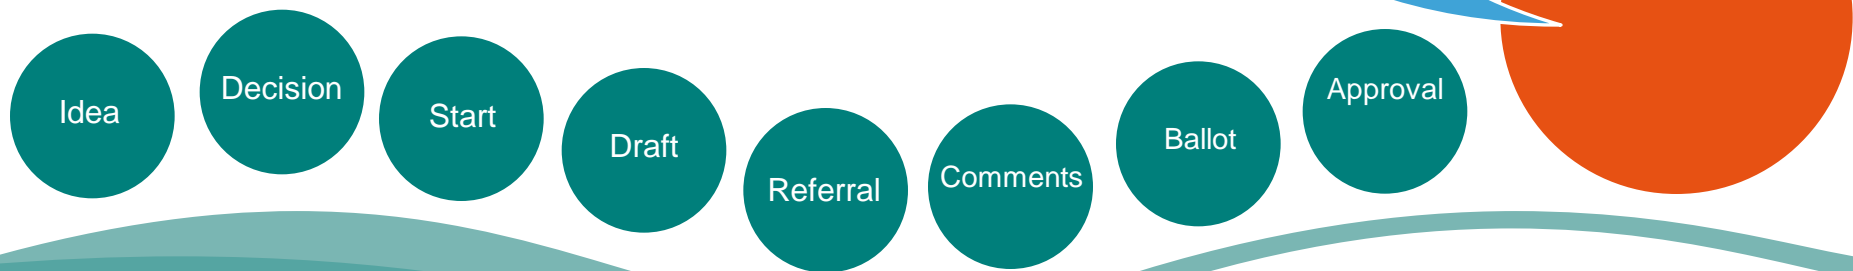 Idea
Decision
Start
Draft
Referral
Comments
Ballot
Approval